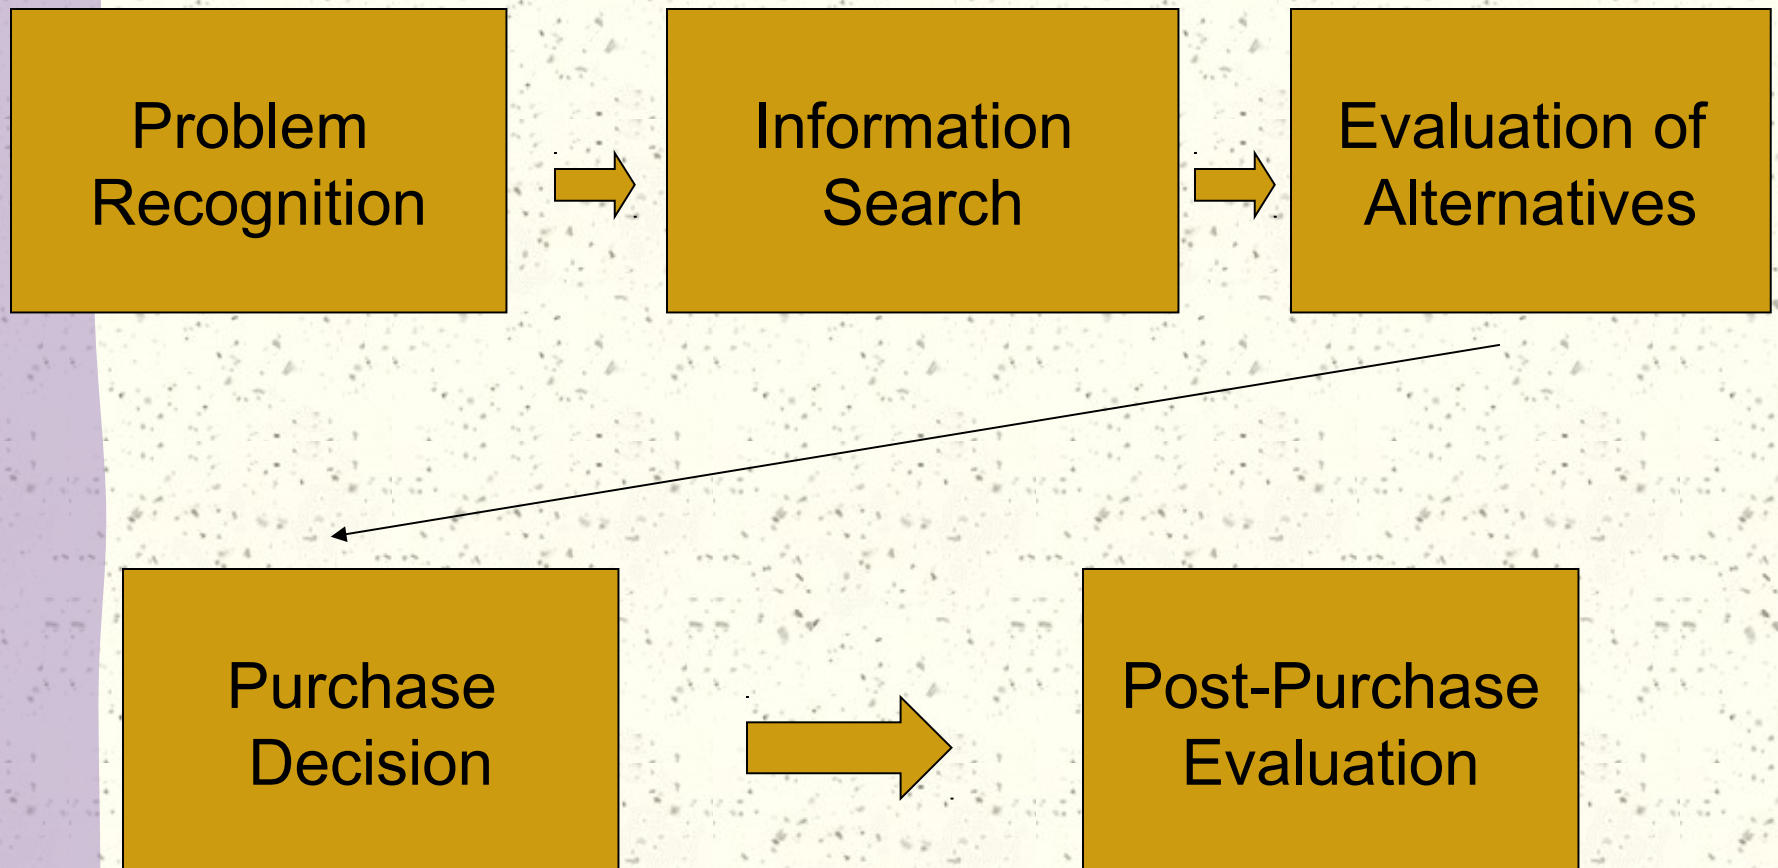 Problem
Recognition
Information
Search
Evaluation of
Alternatives
Purchase
Decision
Post-Purchase
Evaluation